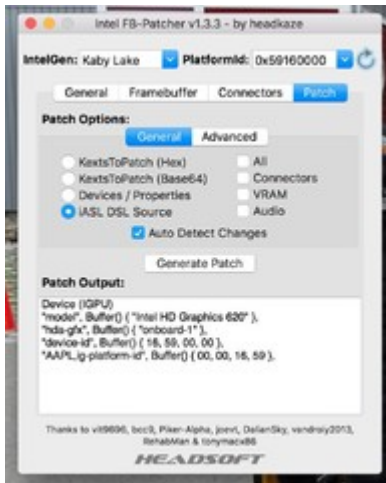 Intel FB-Patcher v1.3.3 - by headkaze
IntelGen: Kaby Lake PlatformId: 0x59160000
General Framebuffer Connectors Patch
Patch Options:
General Advanced
KextsToPatch (Hex) All
KextsToPatch (Base64) Connectors
Devices / Properties VRAM
iASL DSL Source Audio
Auto Detect Changes
Generate Patch
Patch Output:
Device (IGPU)
"model", Buffer() { "Intel HD Graphics 620" },
"hda-gfx", Buffer() { "onboard-1" },
"device-id", Buffer() { 16, 59, 00, 00 },
"AAPL,ig-platform-id", Buffer() { 00, 00, 16, 59 },
Thanks to vit9696, bcc9, Piker-Alpha, joevt, DalianSky, vandroiy2013,
RehabMan & tonymacx86
HEADSOFT